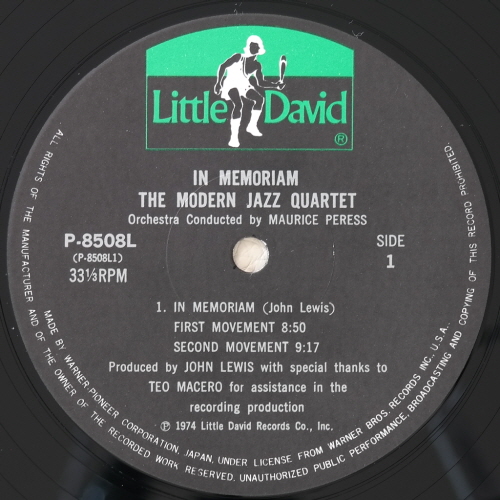 Little David ®
IN MEMORIAM
THE MODERN JAZZ QUARTET
Orchestra Conducted by MAURICE PERESS
P-8508L
(P-8508L1)
33⅓RPM
SIDE
1
1. IN MEMORIAM (John Lewis)
FIRST MOVEMENT 8:50
SECOND MOVEMENT 9:17
Produced by JOHN LEWIS with special thanks to
TEO MACERO for assistance in the
recording production
Ⓟ 1974 Little David Records Co., Inc.
MADE BY WARNER-PIONEER CORPORATION, JAPAN, UNDER LICENSE FROM WARNER BROS. RECORDS INC. U.S.A.
ALL RIGHTS OF THE MANUFACTURER AND OF THE OWNER OF THE RECORDED WORK RESERVED. UNAUTHORIZED PUBLIC PERFORMANCE, BROADCASTING AND COPYING OF THIS RECORD PROHIBITED